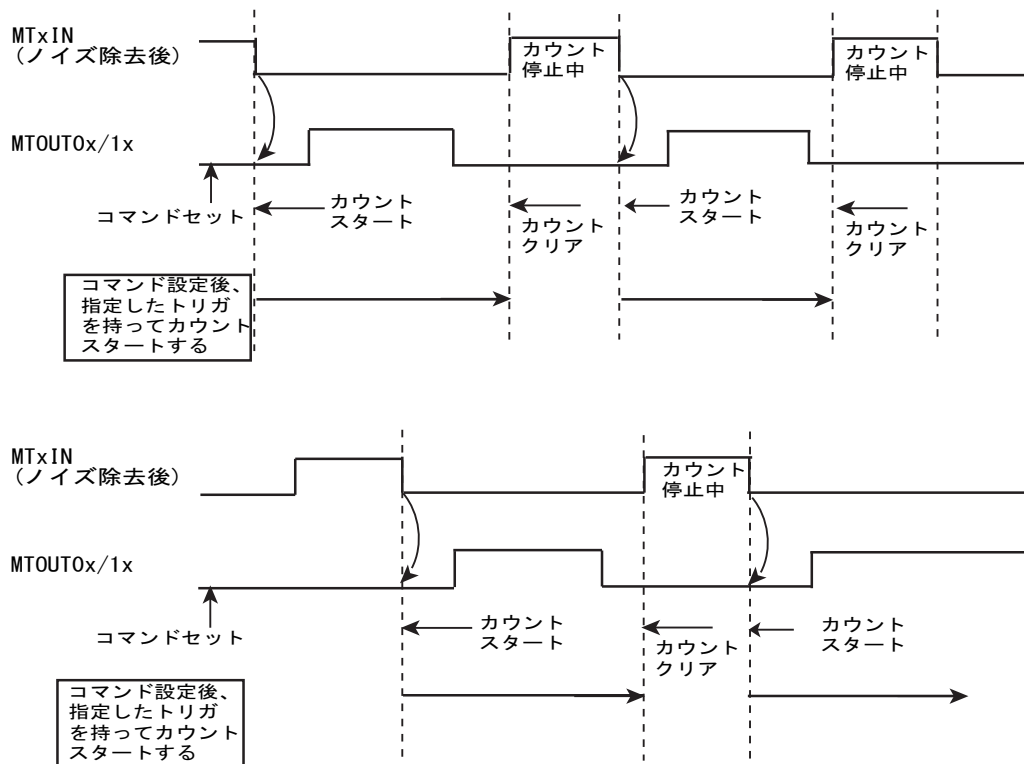 MTxIN
(ノイズ除去後)
カウント
停止中
カウント
停止中
MTOUT0x/1x
コマンドセット
カウント
スタート
カウント
クリア
カウント
スタート
カウント
クリア
コマンド設定後、
指定したトリガ
を持ってカウント
スタートする
MTxIN
(ノイズ除去後)
カウント
停止中
MTOUT0x/1x
コマンドセット
カウント
スタート
カウント
クリア
カウント
スタート
コマンド設定後、
指定したトリガ
を持ってカウント
スタートする